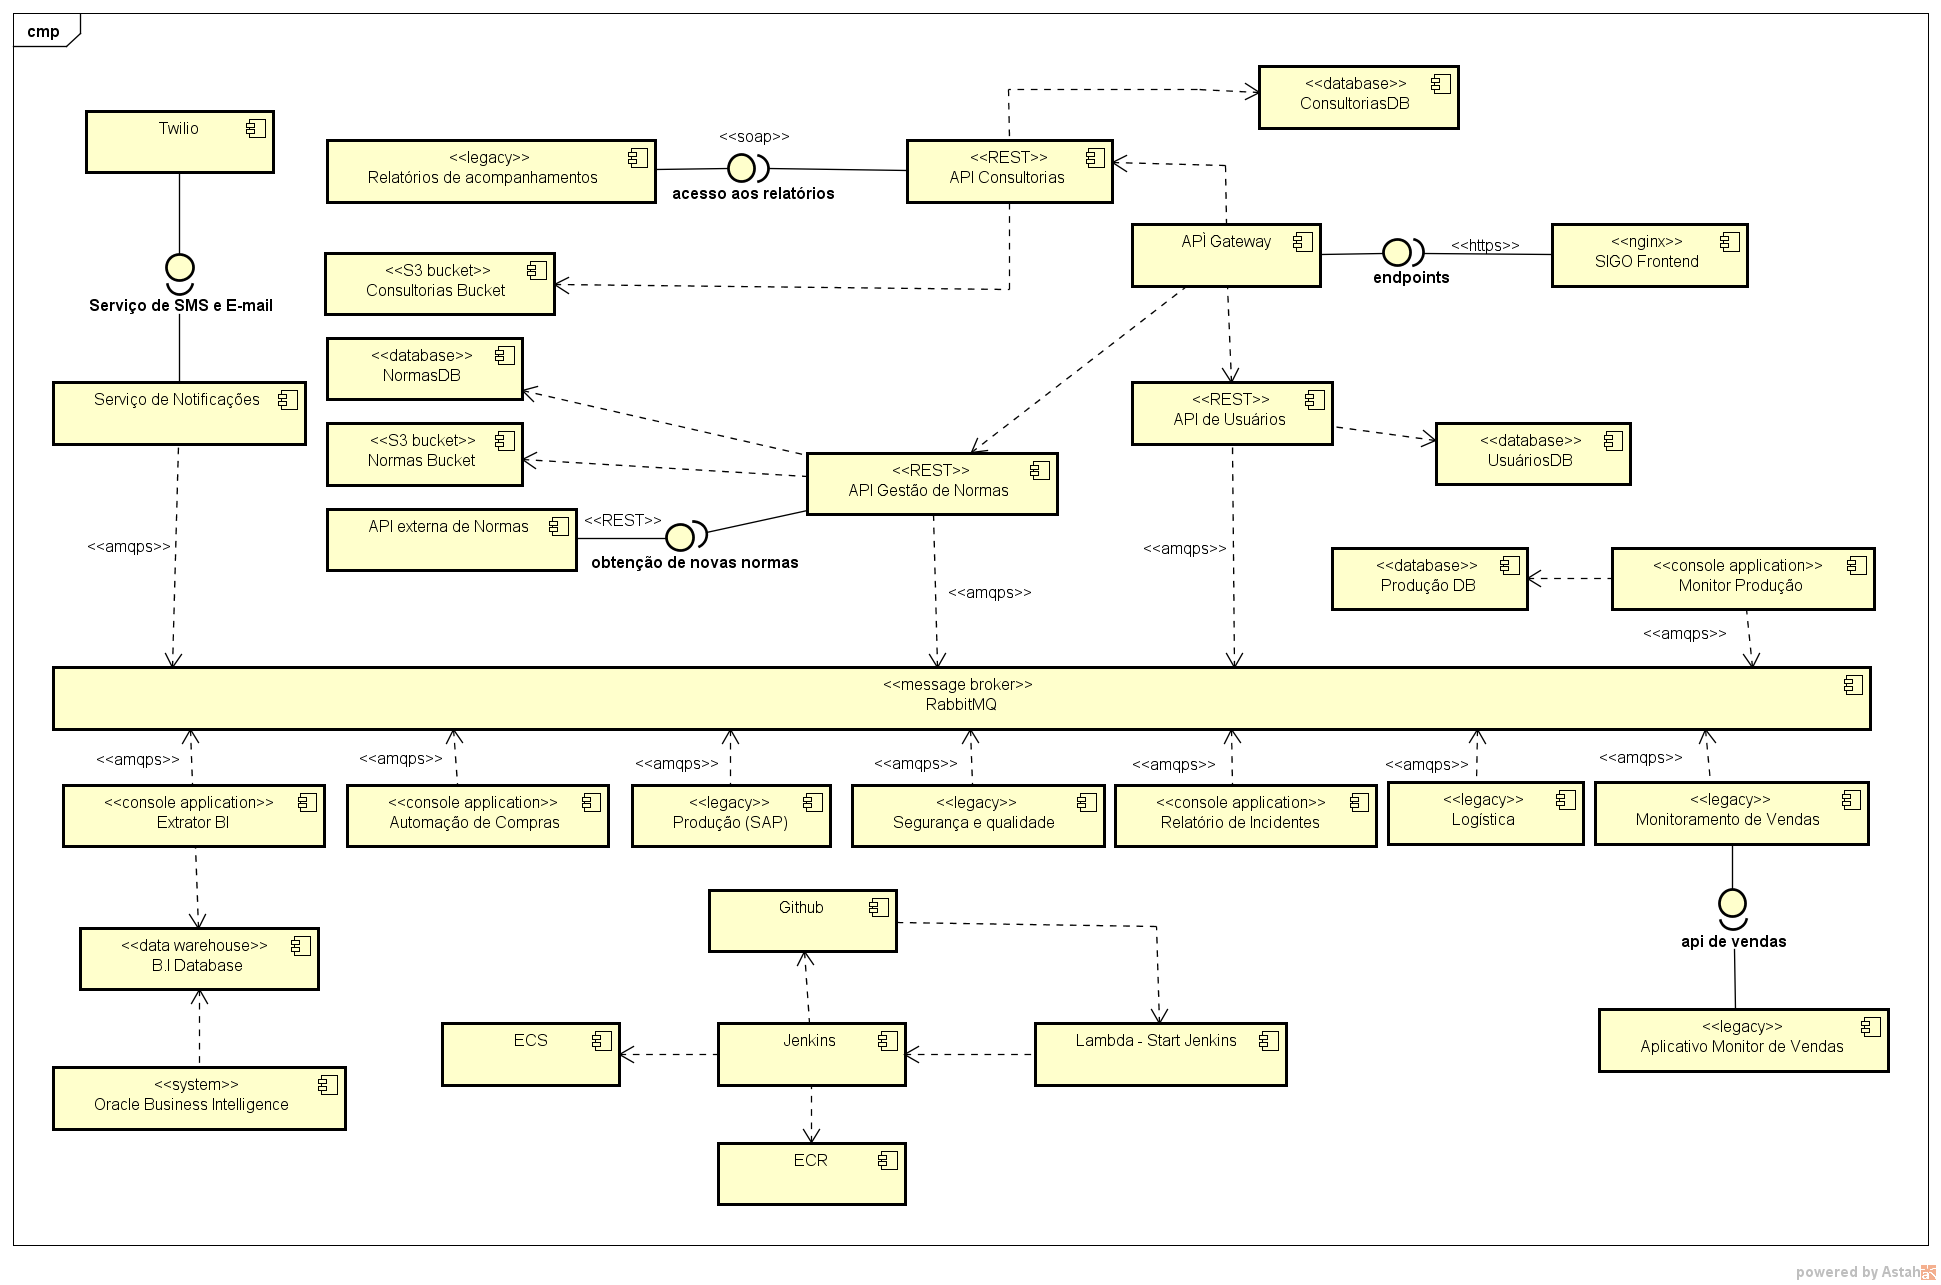 cmp
<<database>>
ConsultoriasDB
Twilio
<<soap>>
<<legacy>>
Relatórios de acompanhamentos
acesso aos relatórios
<<REST>>
API Consultorias
APÌ Gateway
<<https>>
endpoints
<<nginx>>
SIGO Frontend
<<S3 bucket>>
Consultorias Bucket
Serviço de SMS e E-mail
<<database>>
NormasDB
Serviço de Notificações
<<REST>>
API de Usuários
<<S3 bucket>>
Normas Bucket
<<database>>
UsuáriosDB
<<REST>>
API Gestão de Normas
API externa de Normas
<<REST>>
obtenção de novas normas
<<amqps>>
<<amqps>>
<<amqps>>
<<database>>
Produção DB
<<console application>>
Monitor Produção
<<amqps>>
<<message broker>>
RabbitMQ
<<amqps>>
<<amqps>>
<<amqps>>
<<amqps>>
<<amqps>>
<<amqps>>
<<amqps>>
<<console application>>
Extrator BI
<<console application>>
Automação de Compras
<<legacy>>
Produção (SAP)
<<legacy>>
Segurança e qualidade
<<console application>>
Relatório de Incidentes
<<legacy>>
Logística
<<legacy>>
Monitoramento de Vendas
Github
api de vendas
<<data warehouse>>
B.I Database
ECS
Jenkins
Lambda - Start Jenkins
<<legacy>>
Aplicativo Monitor de Vendas
<<system>>
Oracle Business Intelligence
ECR
powered by Astah